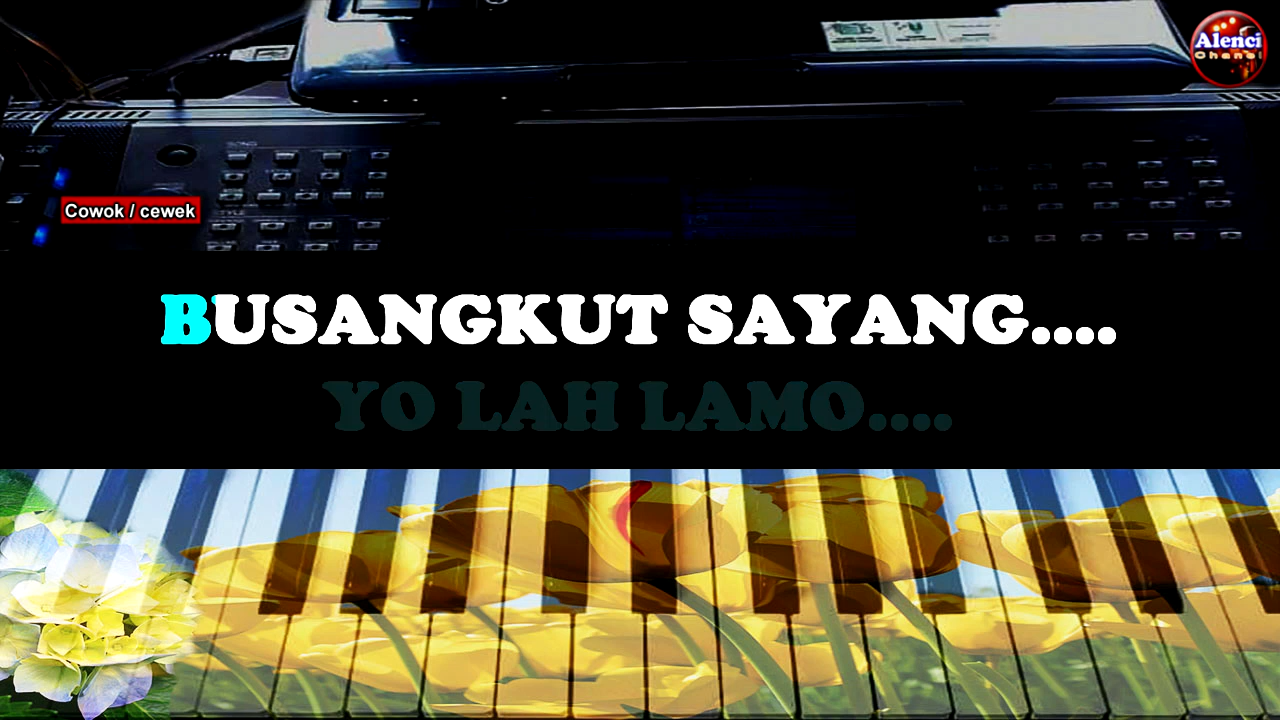 Alenci
Chanel
Cowok / cewek
BUSANGKUT SAYANG....
YO LAH LAMO....